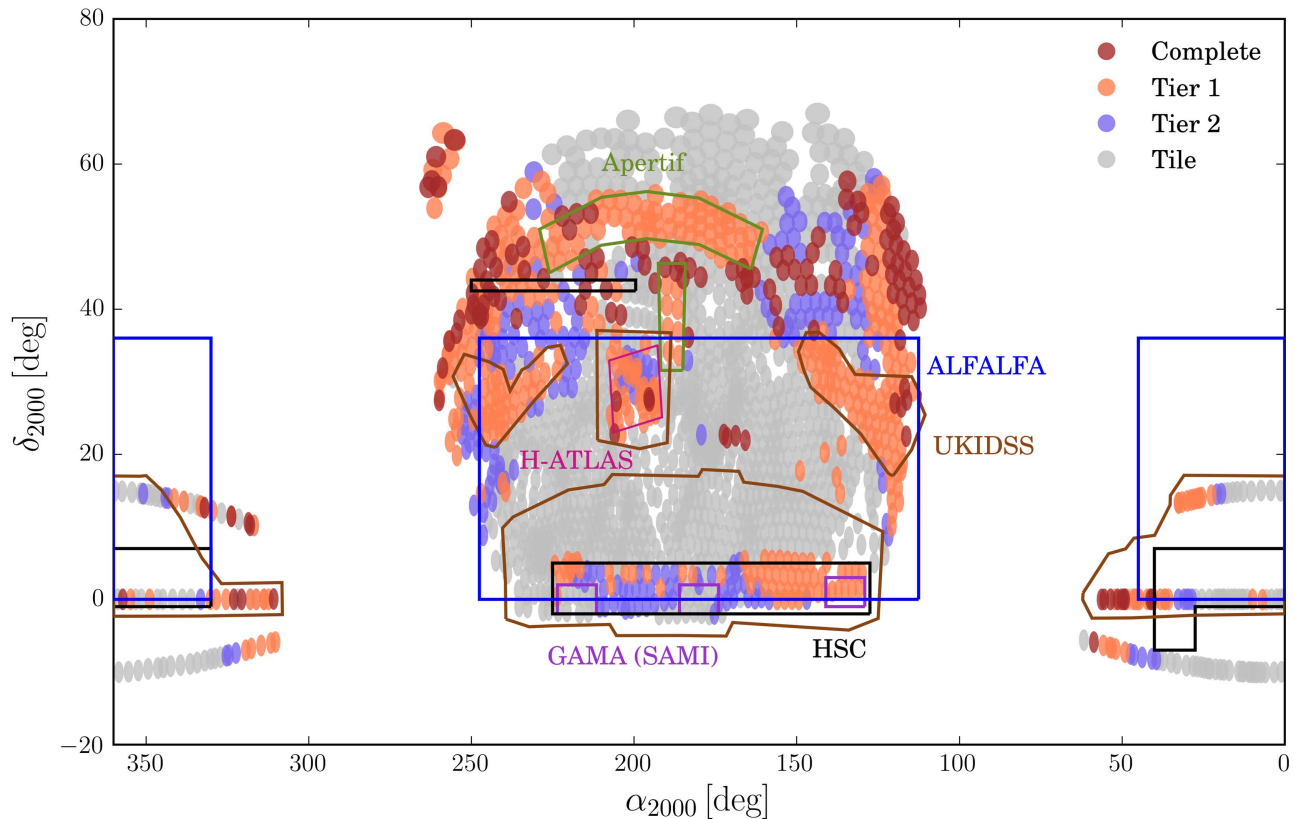 80
60
40
20
0
−20
350
300
250
200
150
100
50
0
δ2000 [deg]
α2000 [deg]
Complete
Tier 1
Tier 2
Tile
Apertif
ALFALFA
UKIDSS
H-ATLAS
GAMA (SAMI)
HSC